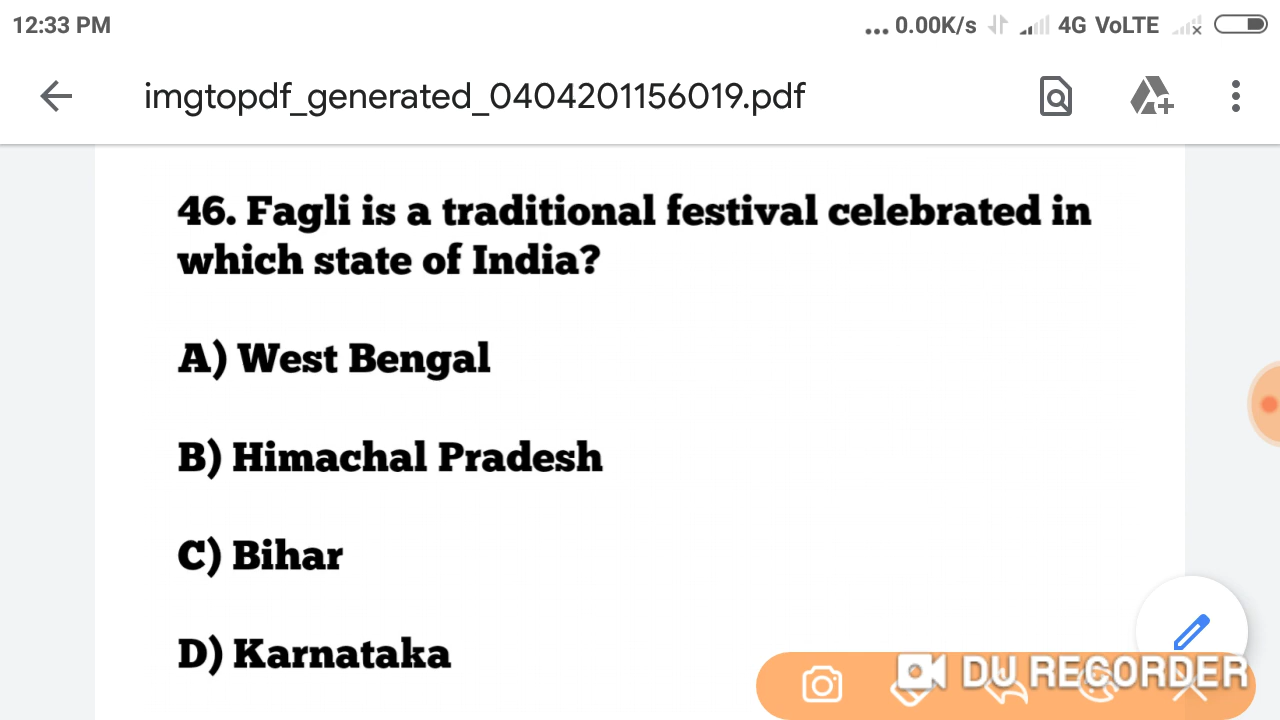 12:33 PM
... 0.00K/s 4G VoLTE
imgtopdf_generated_0404201156019.pdf
46. Fagli is a traditional festival celebrated in
which state of India?
A) West Bengal
B) Himachal Pradesh
C) Bihar
D) Karnataka
DU RECORDER